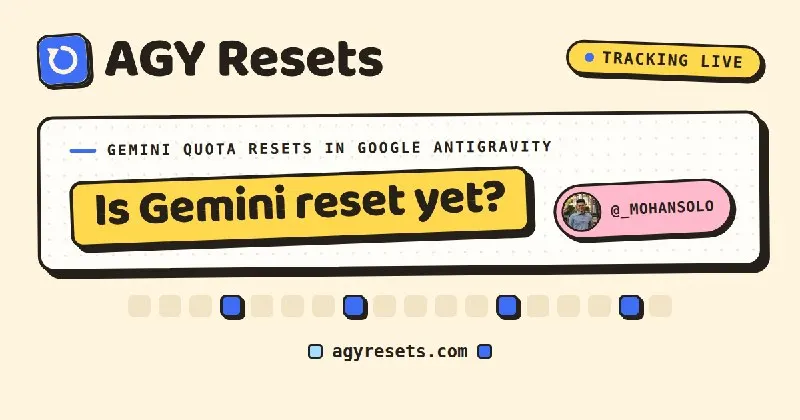 AGY Resets
TRACKING LIVE
GEMINI QUOTA RESETS IN GOOGLE ANTIGRAVITY
Is Gemini reset yet?
@_MOHANSOLO
agyresets.com